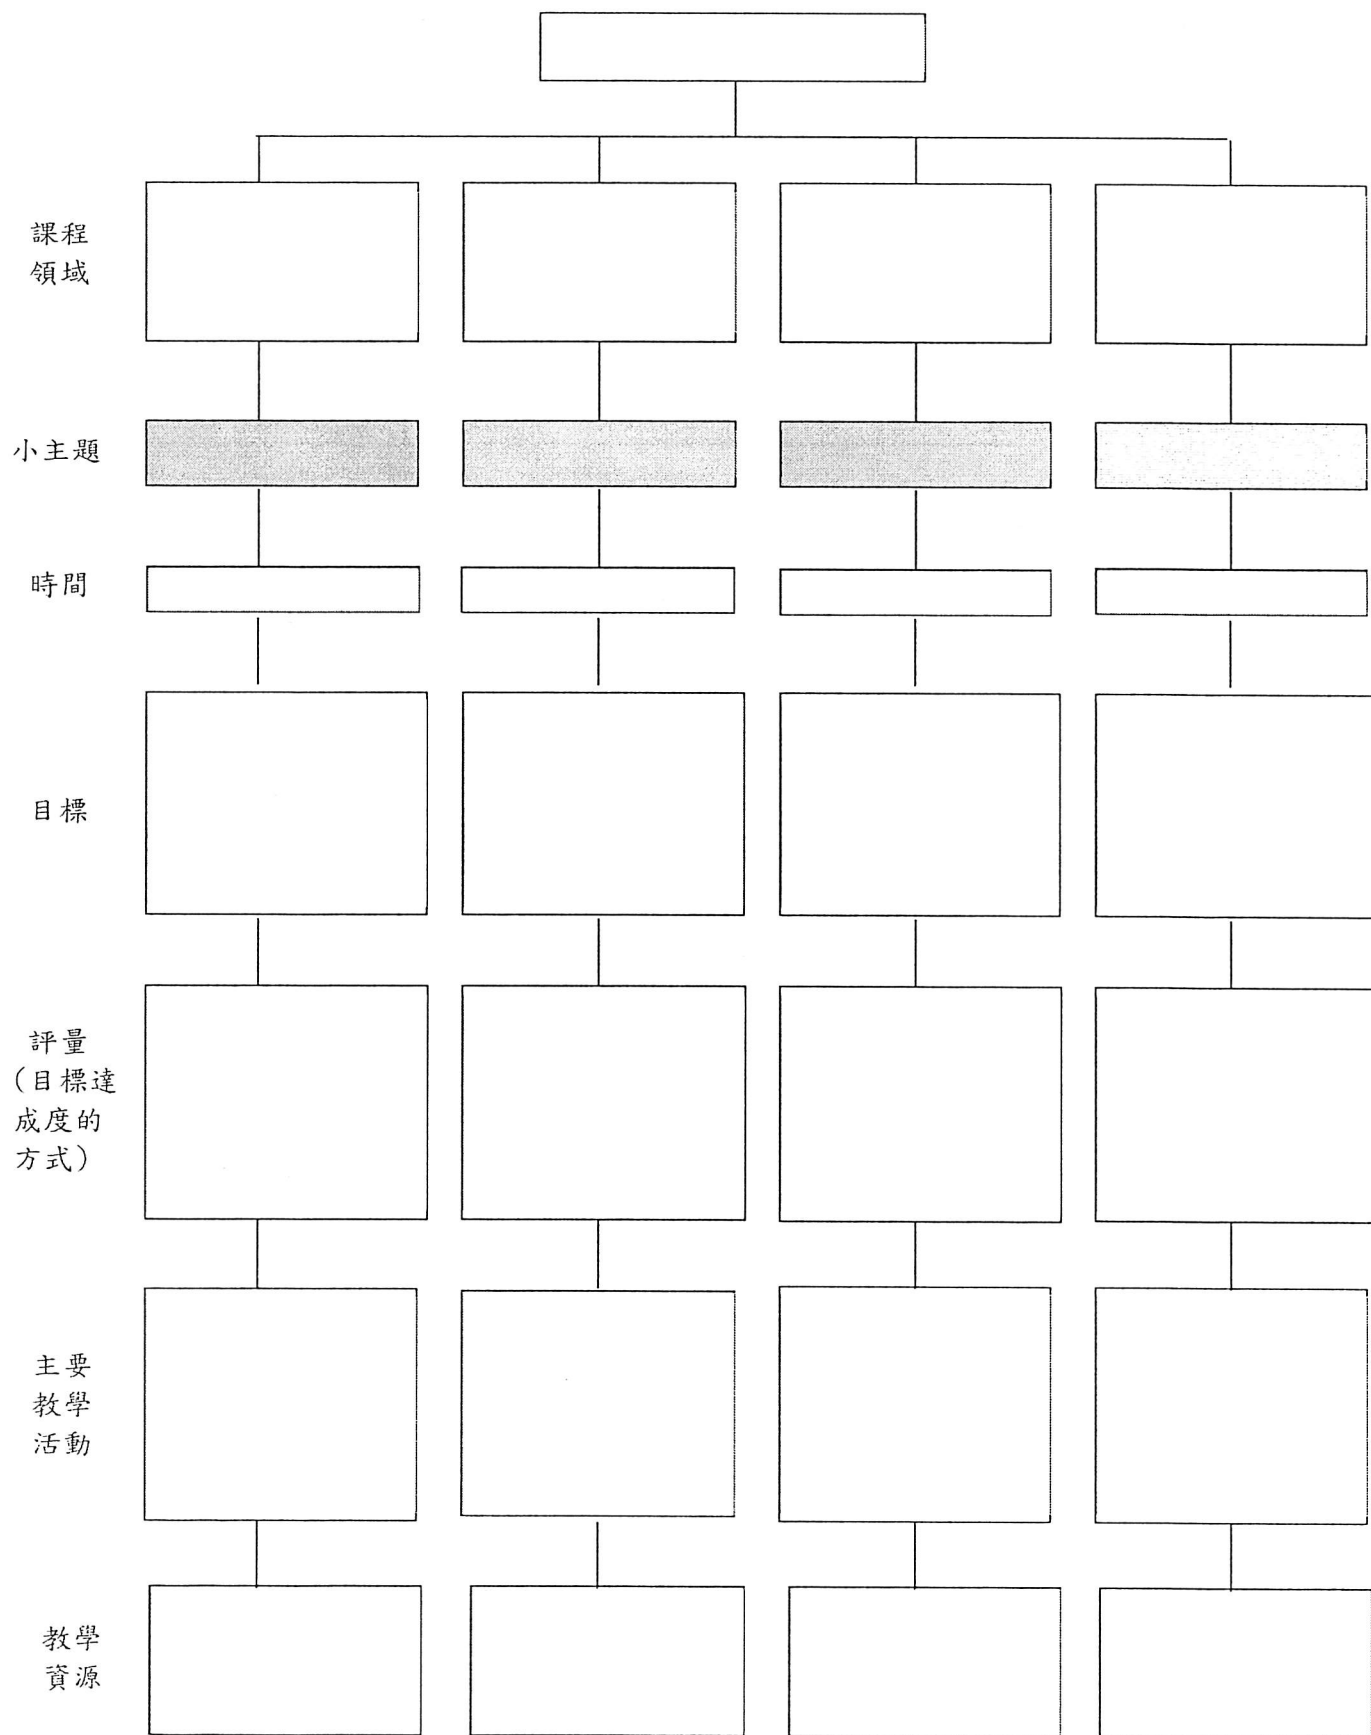 課程
領域
小主題
時間
目標
評量
(目標達
成度的
方式)
主要
教學
活動
教學
資源